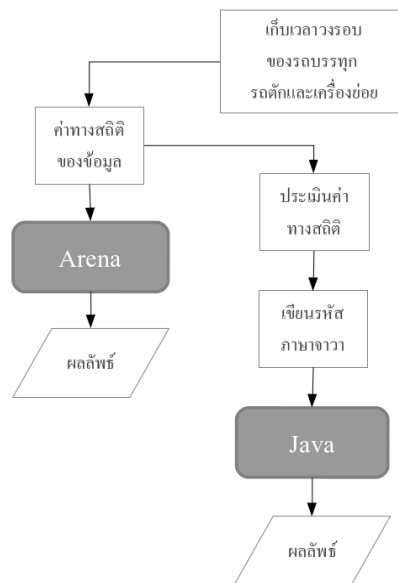 เก็บเวลาวงรอบ
ของรถบรรทุก
รถตักและเครื่องย่อย
ค่าทางสถิติ
ของข้อมูล
ประเมินค่า
ทางสถิติ
Arena
เขียนรหัส
ภาษาจาวา
ผลลัพธ์
Java
ผลลัพธ์